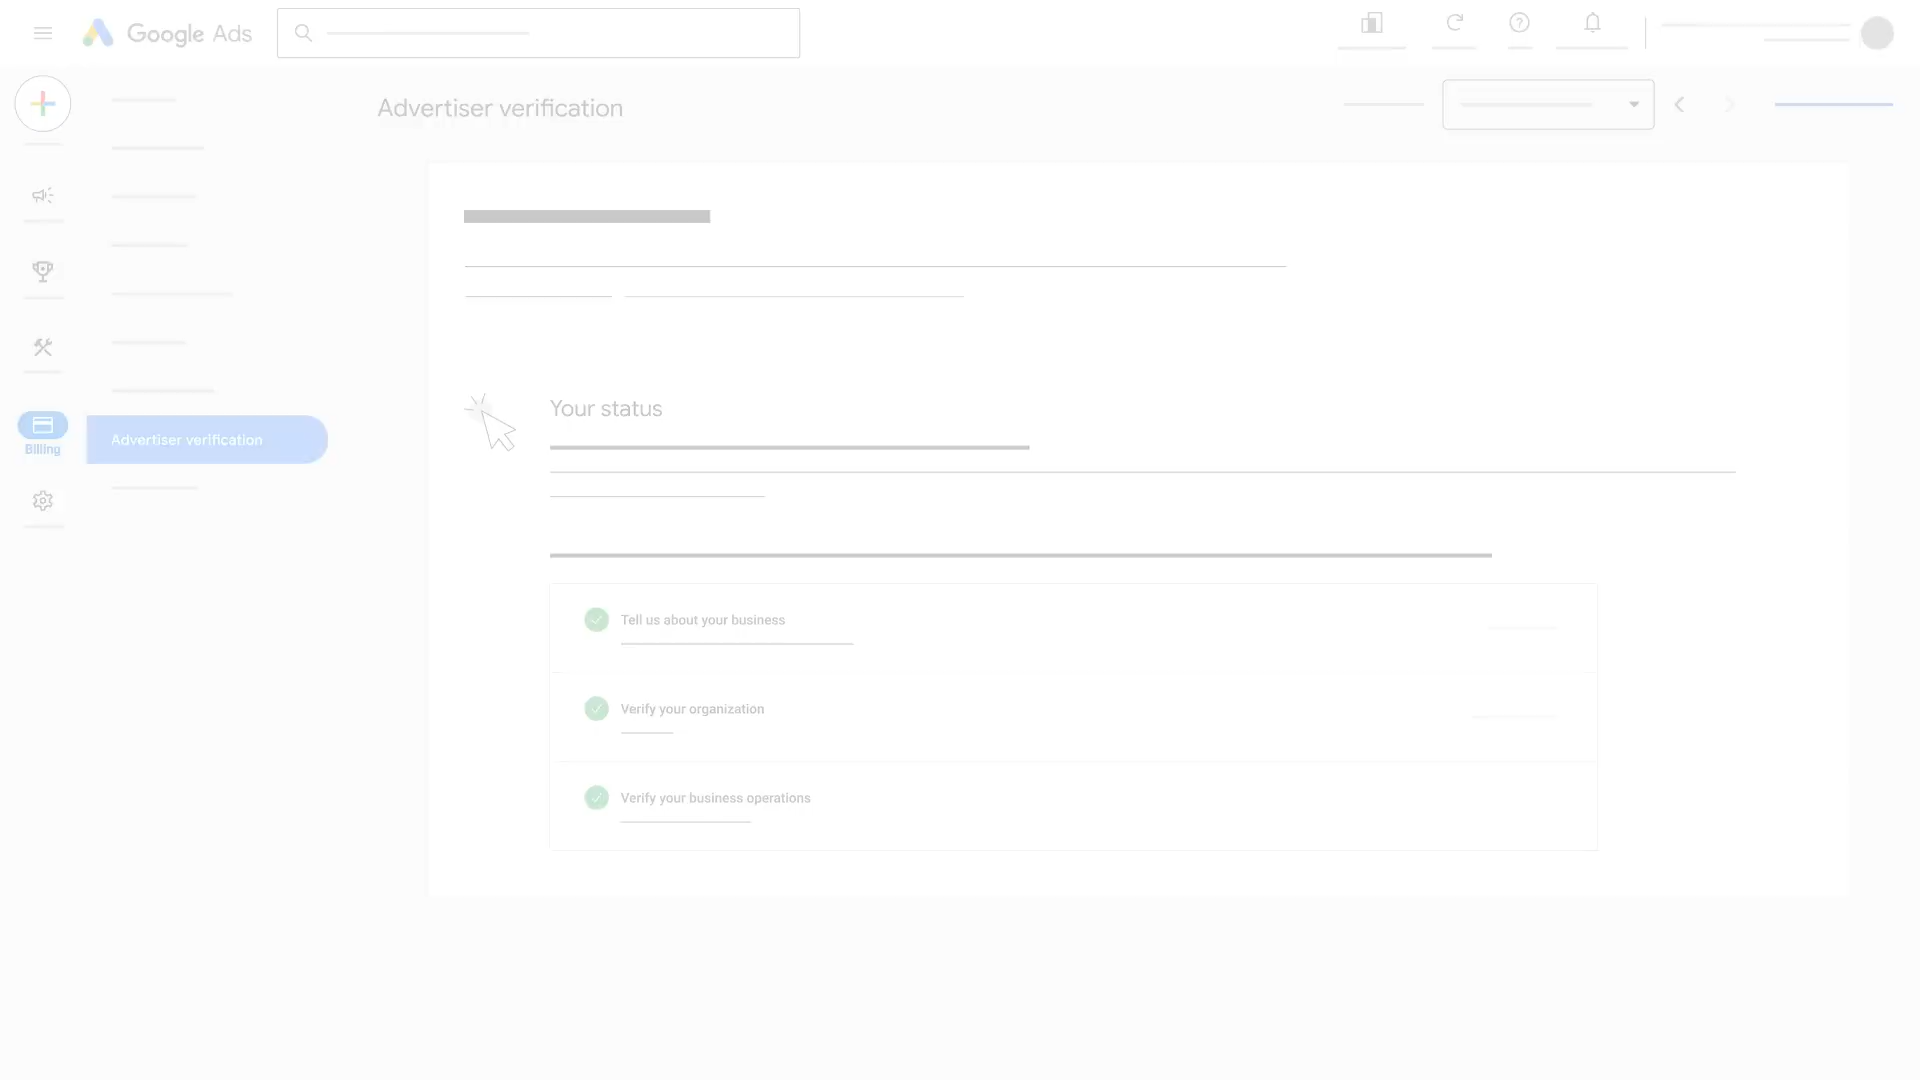 Google Ads
Advertiser verification
Billing
Advertiser verification
Your status
Tell us about your business
Verify your organization
Verify your business operations